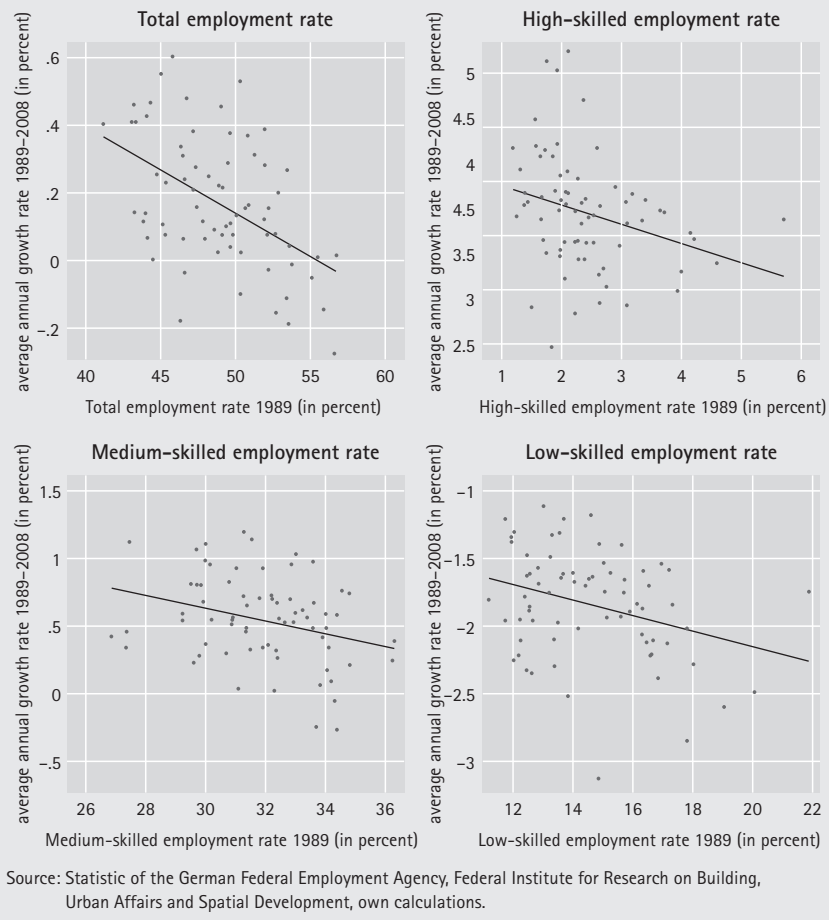 Total employment rate
average annual growth rate 1989–2008 (in percent)
.6
.4
.2
0
–.2
40 45 50 55 60
Total employment rate 1989 (in percent)
High-skilled employment rate
average annual growth rate 1989–2008 (in percent)
5
4.5
4
4.5
3.5
3
2.5
1 2 3 4 5 6
High-skilled employment rate 1989 (in percent)
Medium-skilled employment rate
average annual growth rate 1989–2008 (in percent)
1.5
1
.5
0
–.5
26 28 30 32 34 36
Medium-skilled employment rate 1989 (in percent)
Low-skilled employment rate
average annual growth rate 1989–2008 (in percent)
–1
–1.5
–2
–2.5
–3
12 14 16 18 20 22
Low-skilled employment rate 1989 (in percent)
Source: Statistic of the German Federal Employment Agency, Federal Institute for Research on Building,
Urban Affairs and Spatial Development, own calculations.